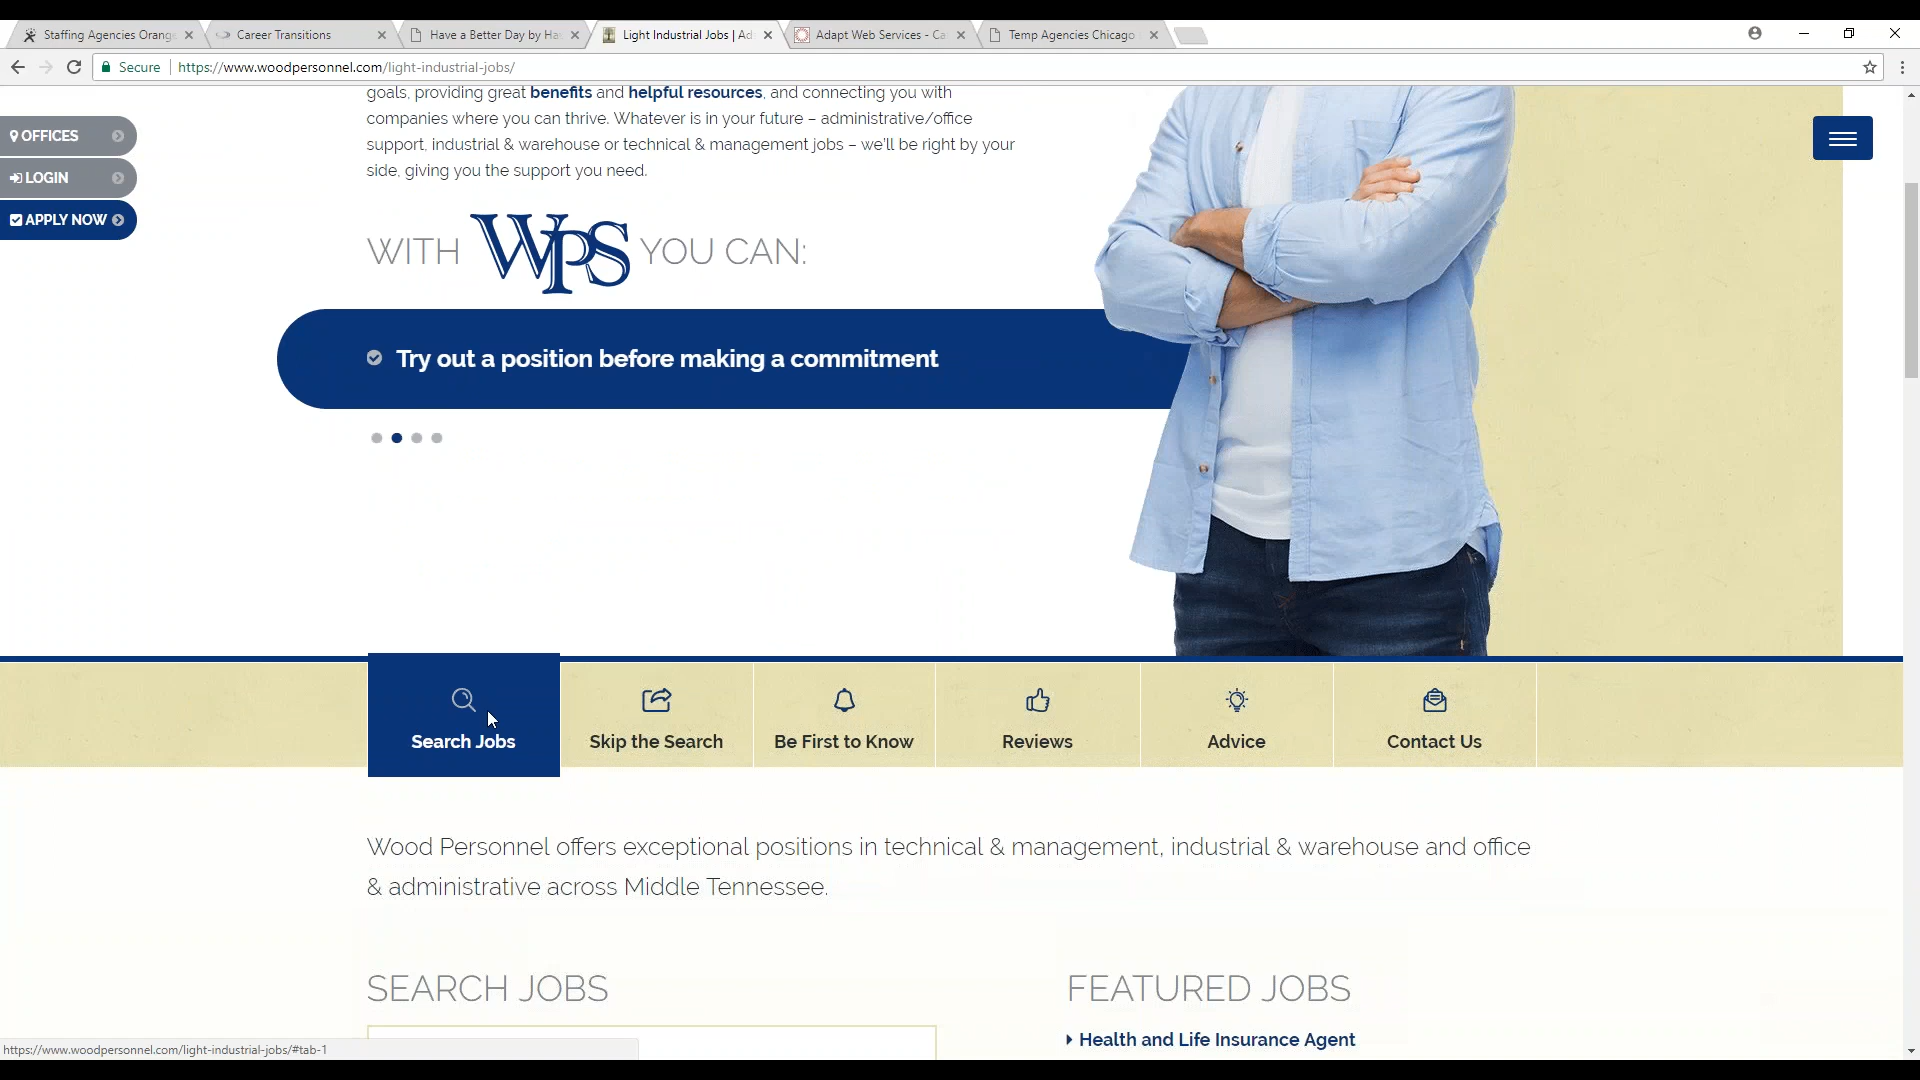 Staffing Agencies Orange
Career Transitions
Have a Better Day by Ha
Light Industrial Jobs | Ad
Adapt Web Services - Ca
Temp Agencies Chicago
Secure
https://www.woodpersonnel.com/light-industrial-jobs/
goals, providing great benefits and helpful resources, and connecting you with
companies where you can thrive. Whatever is in your future – administrative/office
support, industrial & warehouse or technical & management jobs – we'll be right by your
side, giving you the support you need.
OFFICES
LOGIN
APPLY NOW
WITH WPS YOU CAN:
Try out a position before making a commitment
Search Jobs
Skip the Search
Be First to Know
Reviews
Advice
Contact Us
Wood Personnel offers exceptional positions in technical & management, industrial & warehouse and office
& administrative across Middle Tennessee.
SEARCH JOBS
FEATURED JOBS
Health and Life Insurance Agent
https://www.woodpersonnel.com/light-industrial-jobs/#tab-1